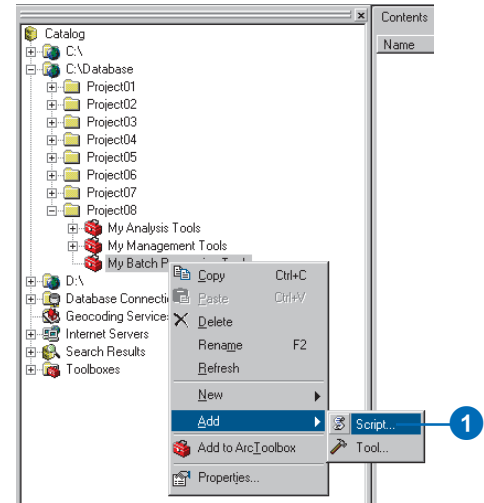 Contents
Catalog
Name
C:\
C:\Database
Project01
Project02
Project03
Project04
Project05
Project06
Project07
Project08
My Analysis Tools
My Management Tools
My Batch
Copy Ctrl+C
D:\
Database
Paste Ctrl+V
Geocoding Service
Delete
Internet Servers
Rename F2
Search Results
Refresh
Toolboxes
New
Add
Script...
1
Add to ArcToolbox
Tool...
Properties...